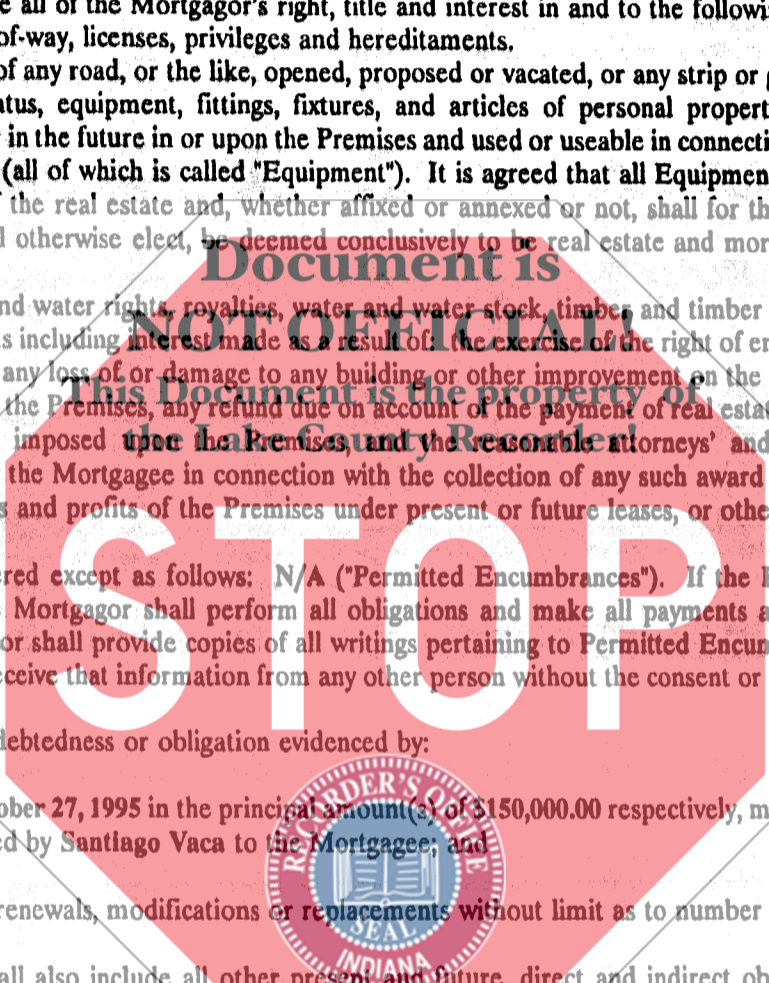 e all of the Mortgagor's right, title and interest in and to the followi
of-way, licenses, privileges and hereditaments.
of any road, or the like, opened, proposed or vacated, or any strip or
atus, equipment, fittings, fixtures, and articles of personal propert
in the future in or upon the Premises and used or useable in connecti
(all of which is called "Equipment"). It is agreed that all Equipmen
the real estate and, whether affixed or annexed or not, shall for th
d otherwise elect, be deemed conclusively to be real estate and mor
Document is
nd water rights, royalties, water and water stock, timber and timber
NOT OFFICIAL!
s including interest made as a result of: the exercise of the right of e
any loss of or damage to any building or other improvement on the
This Document is the property of
the Premises, any refund due on account of the payment of real estat
the Lake County Recorder!
imposed upon the Premises, and the reasonable attorneys' and
the Mortgagee in connection with the collection of any such award
s and profits of the Premises under present or future leases, or othe
STOP
red except as follows: N/A ("Permitted Encumbrances"). If the
Mortgagor shall perform all obligations and make all payments a
or shall provide copies of all writings pertaining to Permitted Encum
ceive that information from any other person without the consent or
debtedness or obligation evidenced by:
ober 27, 1995 in the principal amount(s) of $150,000.00 respectively, m
ed by Santiago Vaca to the Mortgagee; and
RECORDER'S OFFICE
renewals, modifications or replacements without limit as to number
SEAL
INDIANA
all also include all other present and future, direct and indirect ob